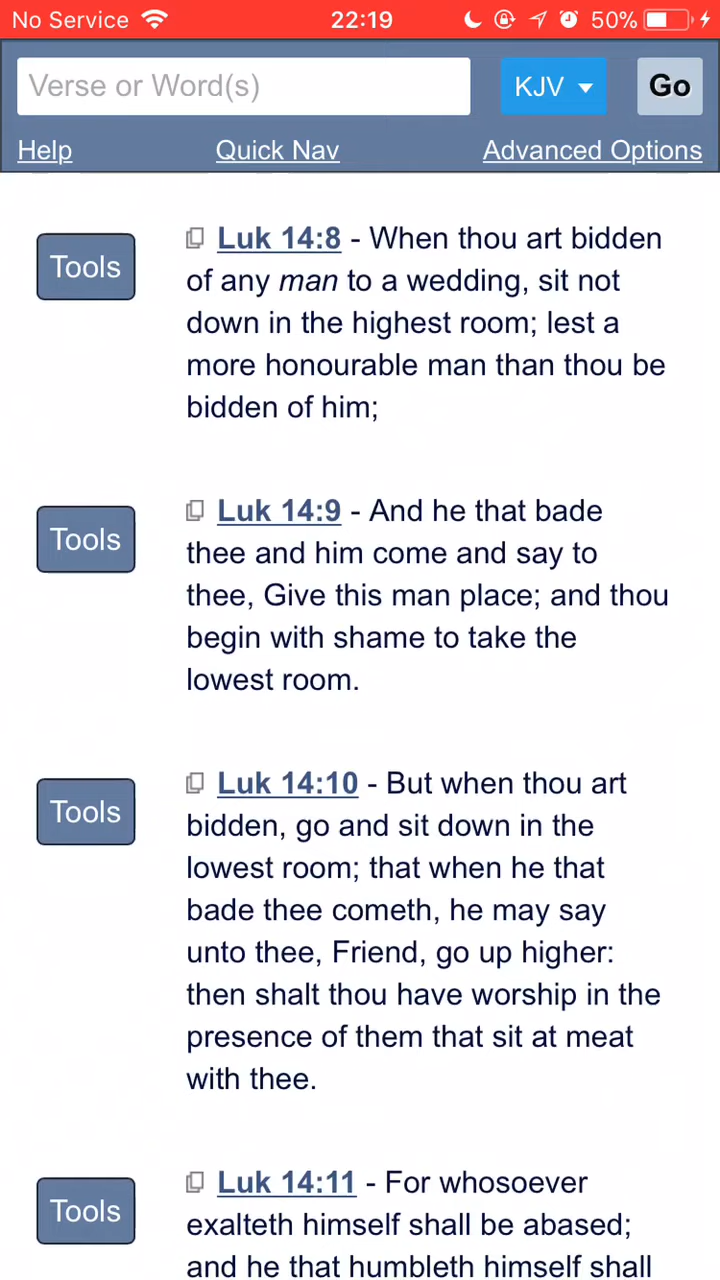 No Service 22:19 50%
Verse or Word(s) KJV Go
Help Quick Nav Advanced Options
Tools
Luk 14:8 - When thou art bidden
of any man to a wedding, sit not
down in the highest room; lest a
more honourable man than thou be
bidden of him;
Tools
Luk 14:9 - And he that bade
thee and him come and say to
thee, Give this man place; and thou
begin with shame to take the
lowest room.
Tools
Luk 14:10 - But when thou art
bidden, go and sit down in the
lowest room; that when he that
bade thee cometh, he may say
unto thee, Friend, go up higher:
then shalt thou have worship in the
presence of them that sit at meat
with thee.
Tools
Luk 14:11 - For whosoever
exalteth himself shall be abased;
and he that humbleth himself shall